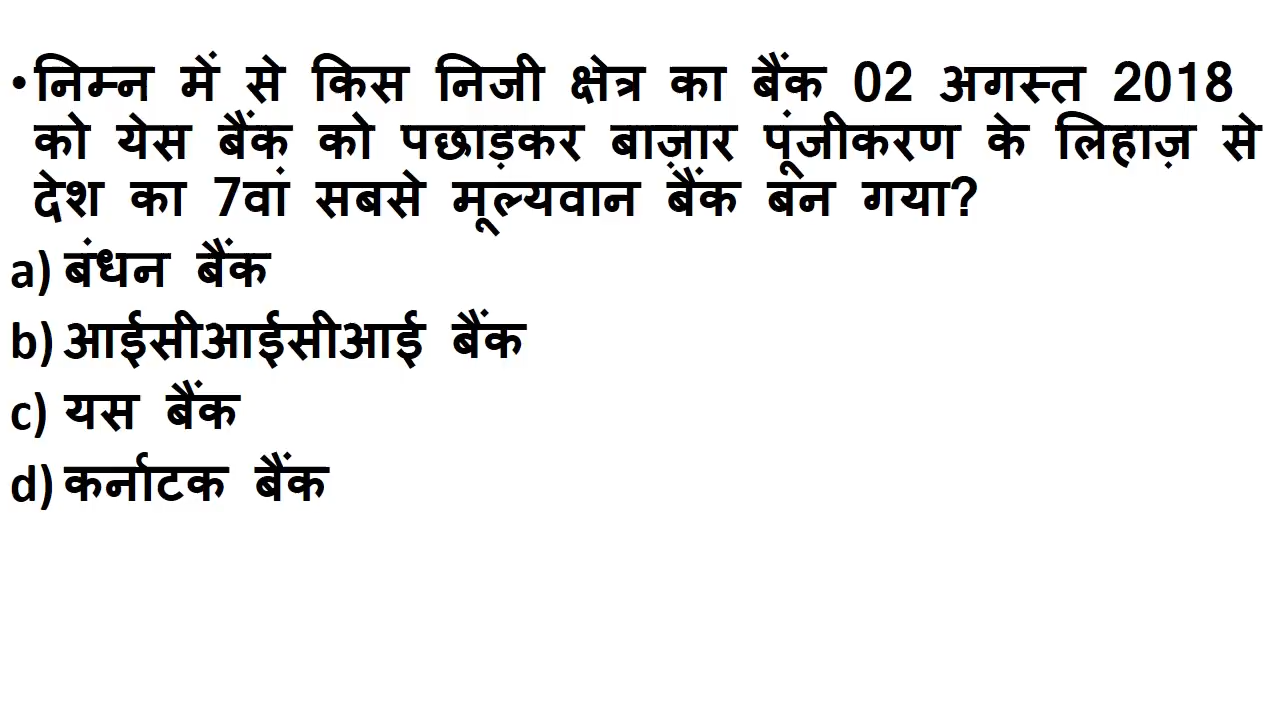 •निम्न में से किस निजी क्षेत्र का बैंक 02 अगस्त 2018
को येस बैंक को पछाड़कर बाज़ार पूंजीकरण के लिहाज़ से
देश का 7वां सबसे मूल्यवान बैंक बन गया?
a) बंधन बैंक
b) आईसीआईसीआई बैंक
c) यस बैंक
d) कर्नाटक बैंक